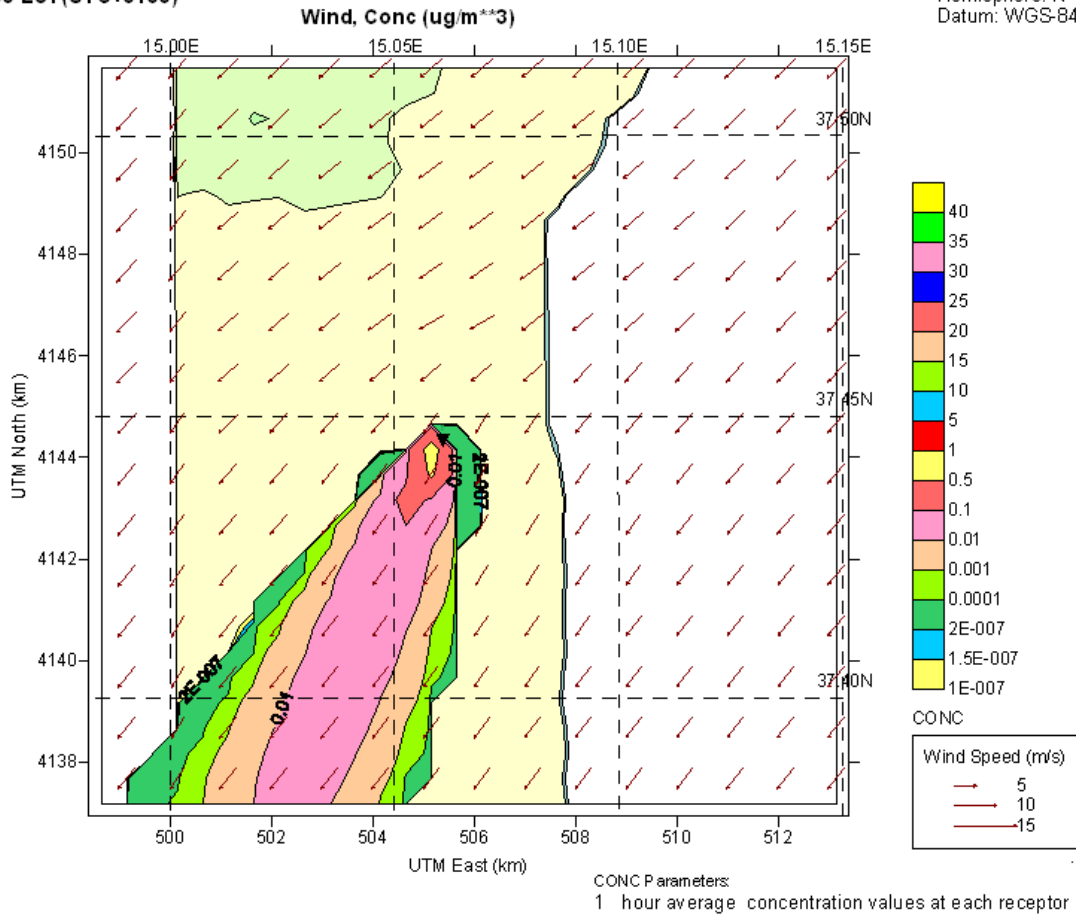 Wind, Conc (ug/m**3)
Datum: WGS-84
15.00E 15.05E 15.10E 15.15E
37.50N
4150
4148
4146
37.45N
4144
4142
4140
37.40N
4138
UTM North (km)
0.01
2E-007
2E-007
0.01
500 502 504 506 508 510 512
UTM East (km)
40
35
30
25
20
15
10
5
1
0.5
0.1
0.01
0.001
0.0001
2E-007
1.5E-007
1E-007
CONC
Wind Speed (m/s)
5
10
15
CONC Parameters:
1 hour average concentration values at each receptor